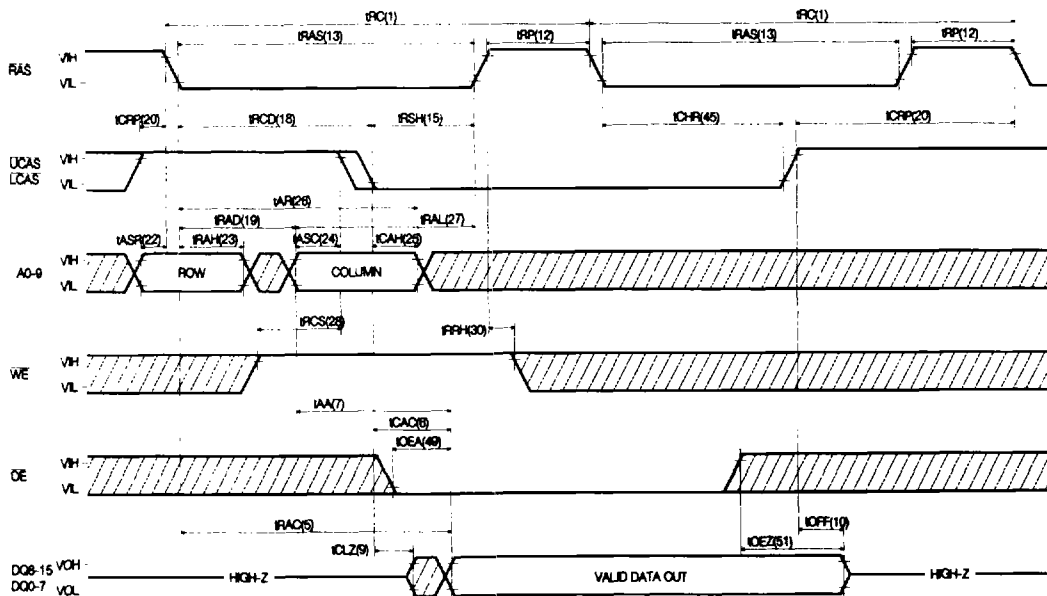 tRC(1) tRC(1)
tRAS(13) tRP(12) tRAS(13) tRP(12)
RAS VIH
VIL
tCRP(20) tRCD(18) tRSH(15) tCHR(45) tCRP(20)
UCAS VIH
LCAS VIL
tAR(26)
tRAD(19) tRAL(27)
tASR(22) tRAH(23) tASC(24) tCAH(25)
A0-9 VIH
VIL
ROW COLUMN
tRCS(28) tRRH(30)
WE VIH
VIL
tAA(7)
tCAC(6)
tOEA(49)
OE VIH
VIL
tRAC(5) tOFF(10)
tCLZ(9) tOEZ(51)
DQ8-15 VOH
DQ0-7 VOL
HIGH-Z VALID DATA OUT HIGH-Z